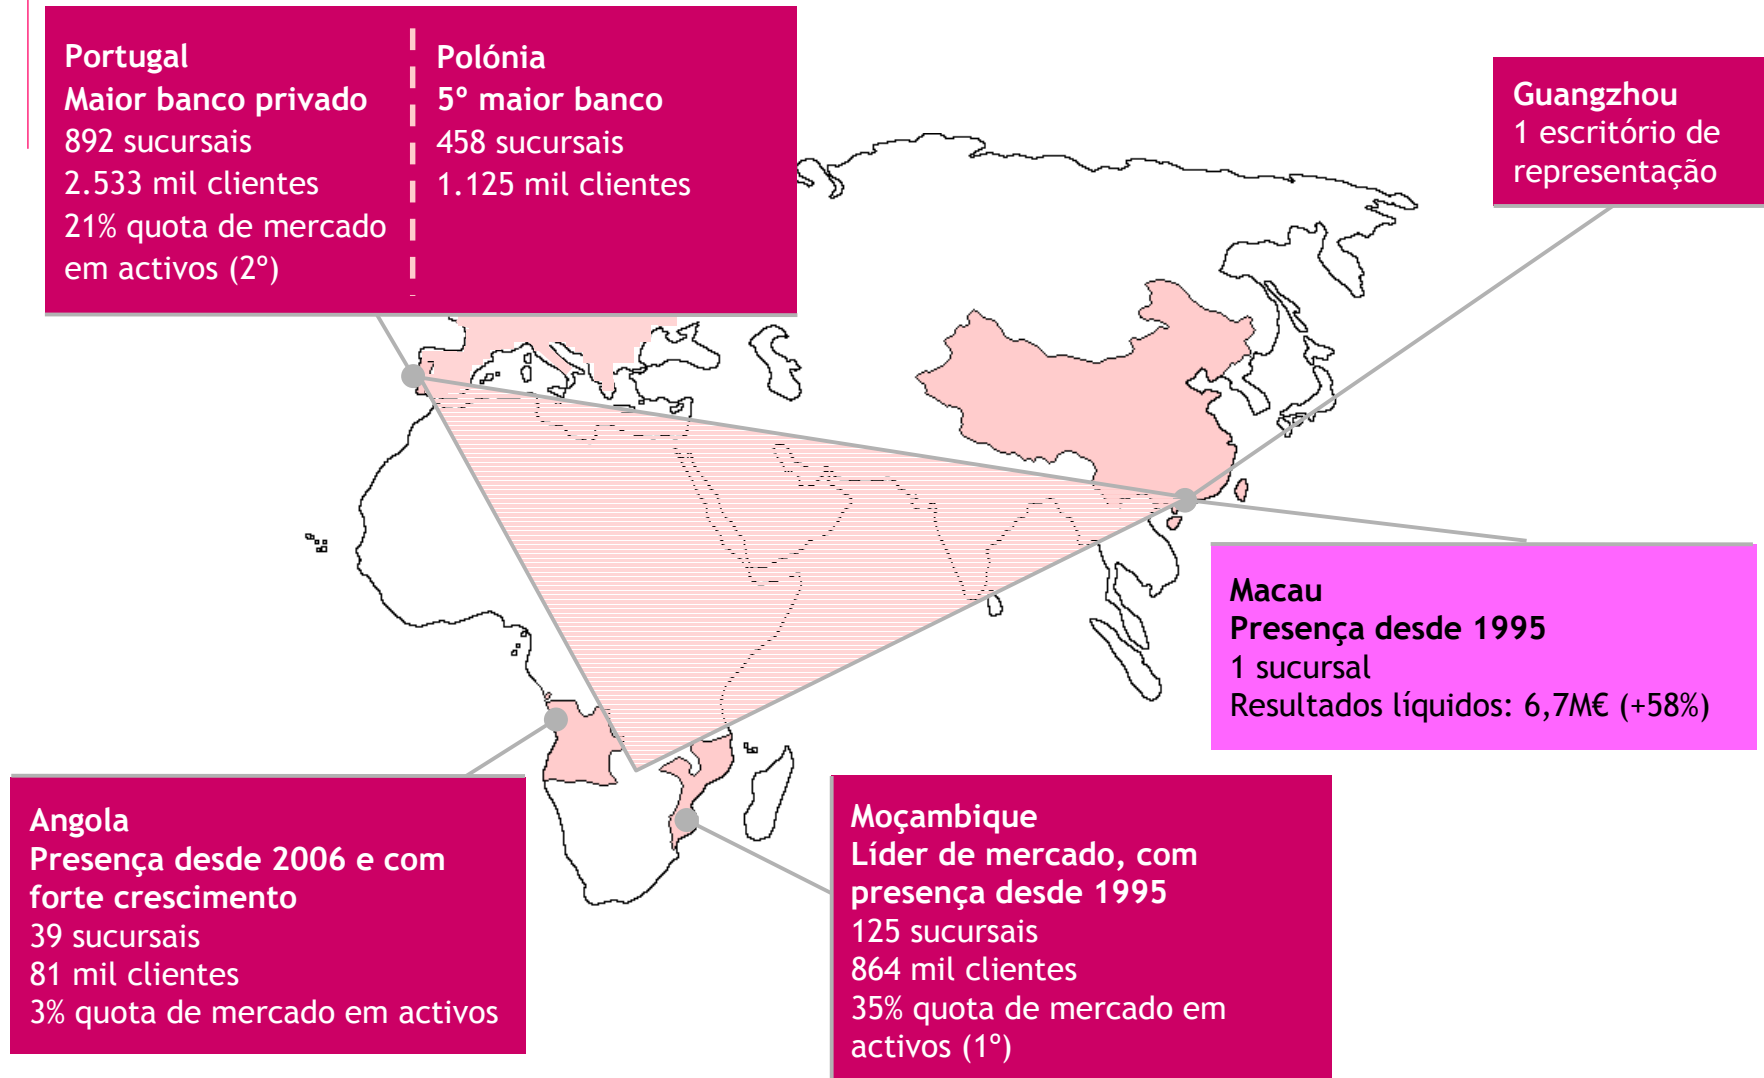 Portugal
Maior banco privado
892 sucursais
2.533 mil clientes
21% quota de mercado
em activos (2º)
Polónia
5º maior banco
458 sucursais
1.125 mil clientes
Guangzhou
1 escritório de
representação
7
Macau
Presença desde 1995
1 sucursal
Resultados líquidos: 6,7M€ (+58%)
Angola
Presença desde 2006 e com
forte crescimento
39 sucursais
81 mil clientes
3% quota de mercado em activos
Moçambique
Líder de mercado, com
presença desde 1995
125 sucursais
864 mil clientes
35% quota de mercado em
activos (1º)